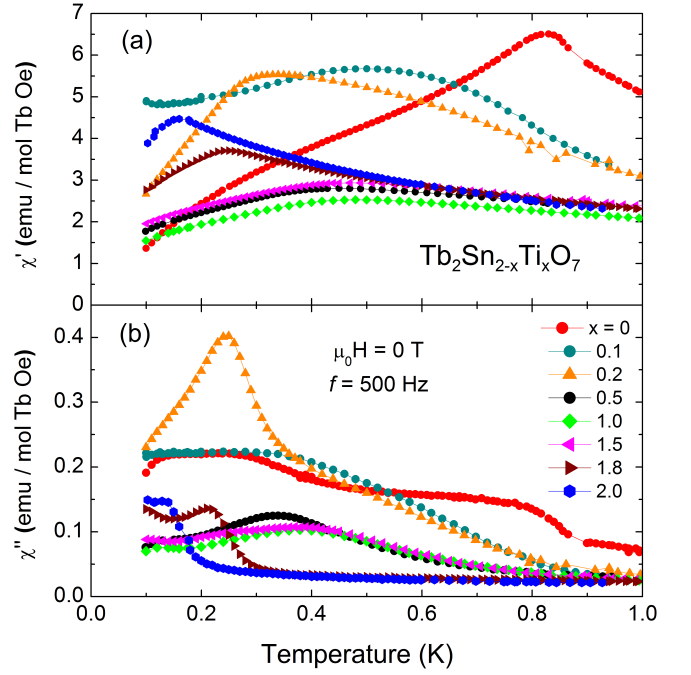 7
(a)
6
5
4
3
2
1
0
χ' (emu / mol Tb Oe)
Tb₂Sn₂₋ₓTiₓO₇
(b)
0.4
0.3
0.2
0.1
0.0
χ'' (emu / mol Tb Oe)
μ₀H = 0 T
f = 500 Hz
x = 0
0.1
0.2
0.5
1.0
1.5
1.8
2.0
0.0 0.2 0.4 0.6 0.8 1.0
Temperature (K)